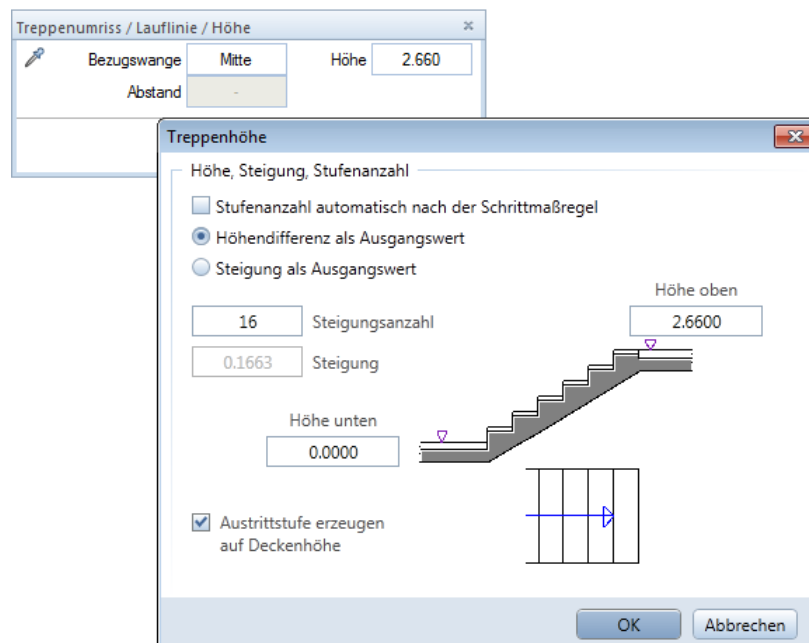 Treppenumriss / Lauflinie / Höhe
Bezugswange Mitte Höhe 2.660
Abstand -
Treppenhöhe
Höhe, Steigung, Stufenanzahl
Stufenanzahl automatisch nach der Schrittmaßregel
Höhendifferenz als Ausgangswert
Steigung als Ausgangswert
Höhe oben
16 Steigungsanzahl 2.6600
0.1663 Steigung
Höhe unten
0.0000
Austrittstufe erzeugen
auf Deckenhöhe
OK Abbrechen